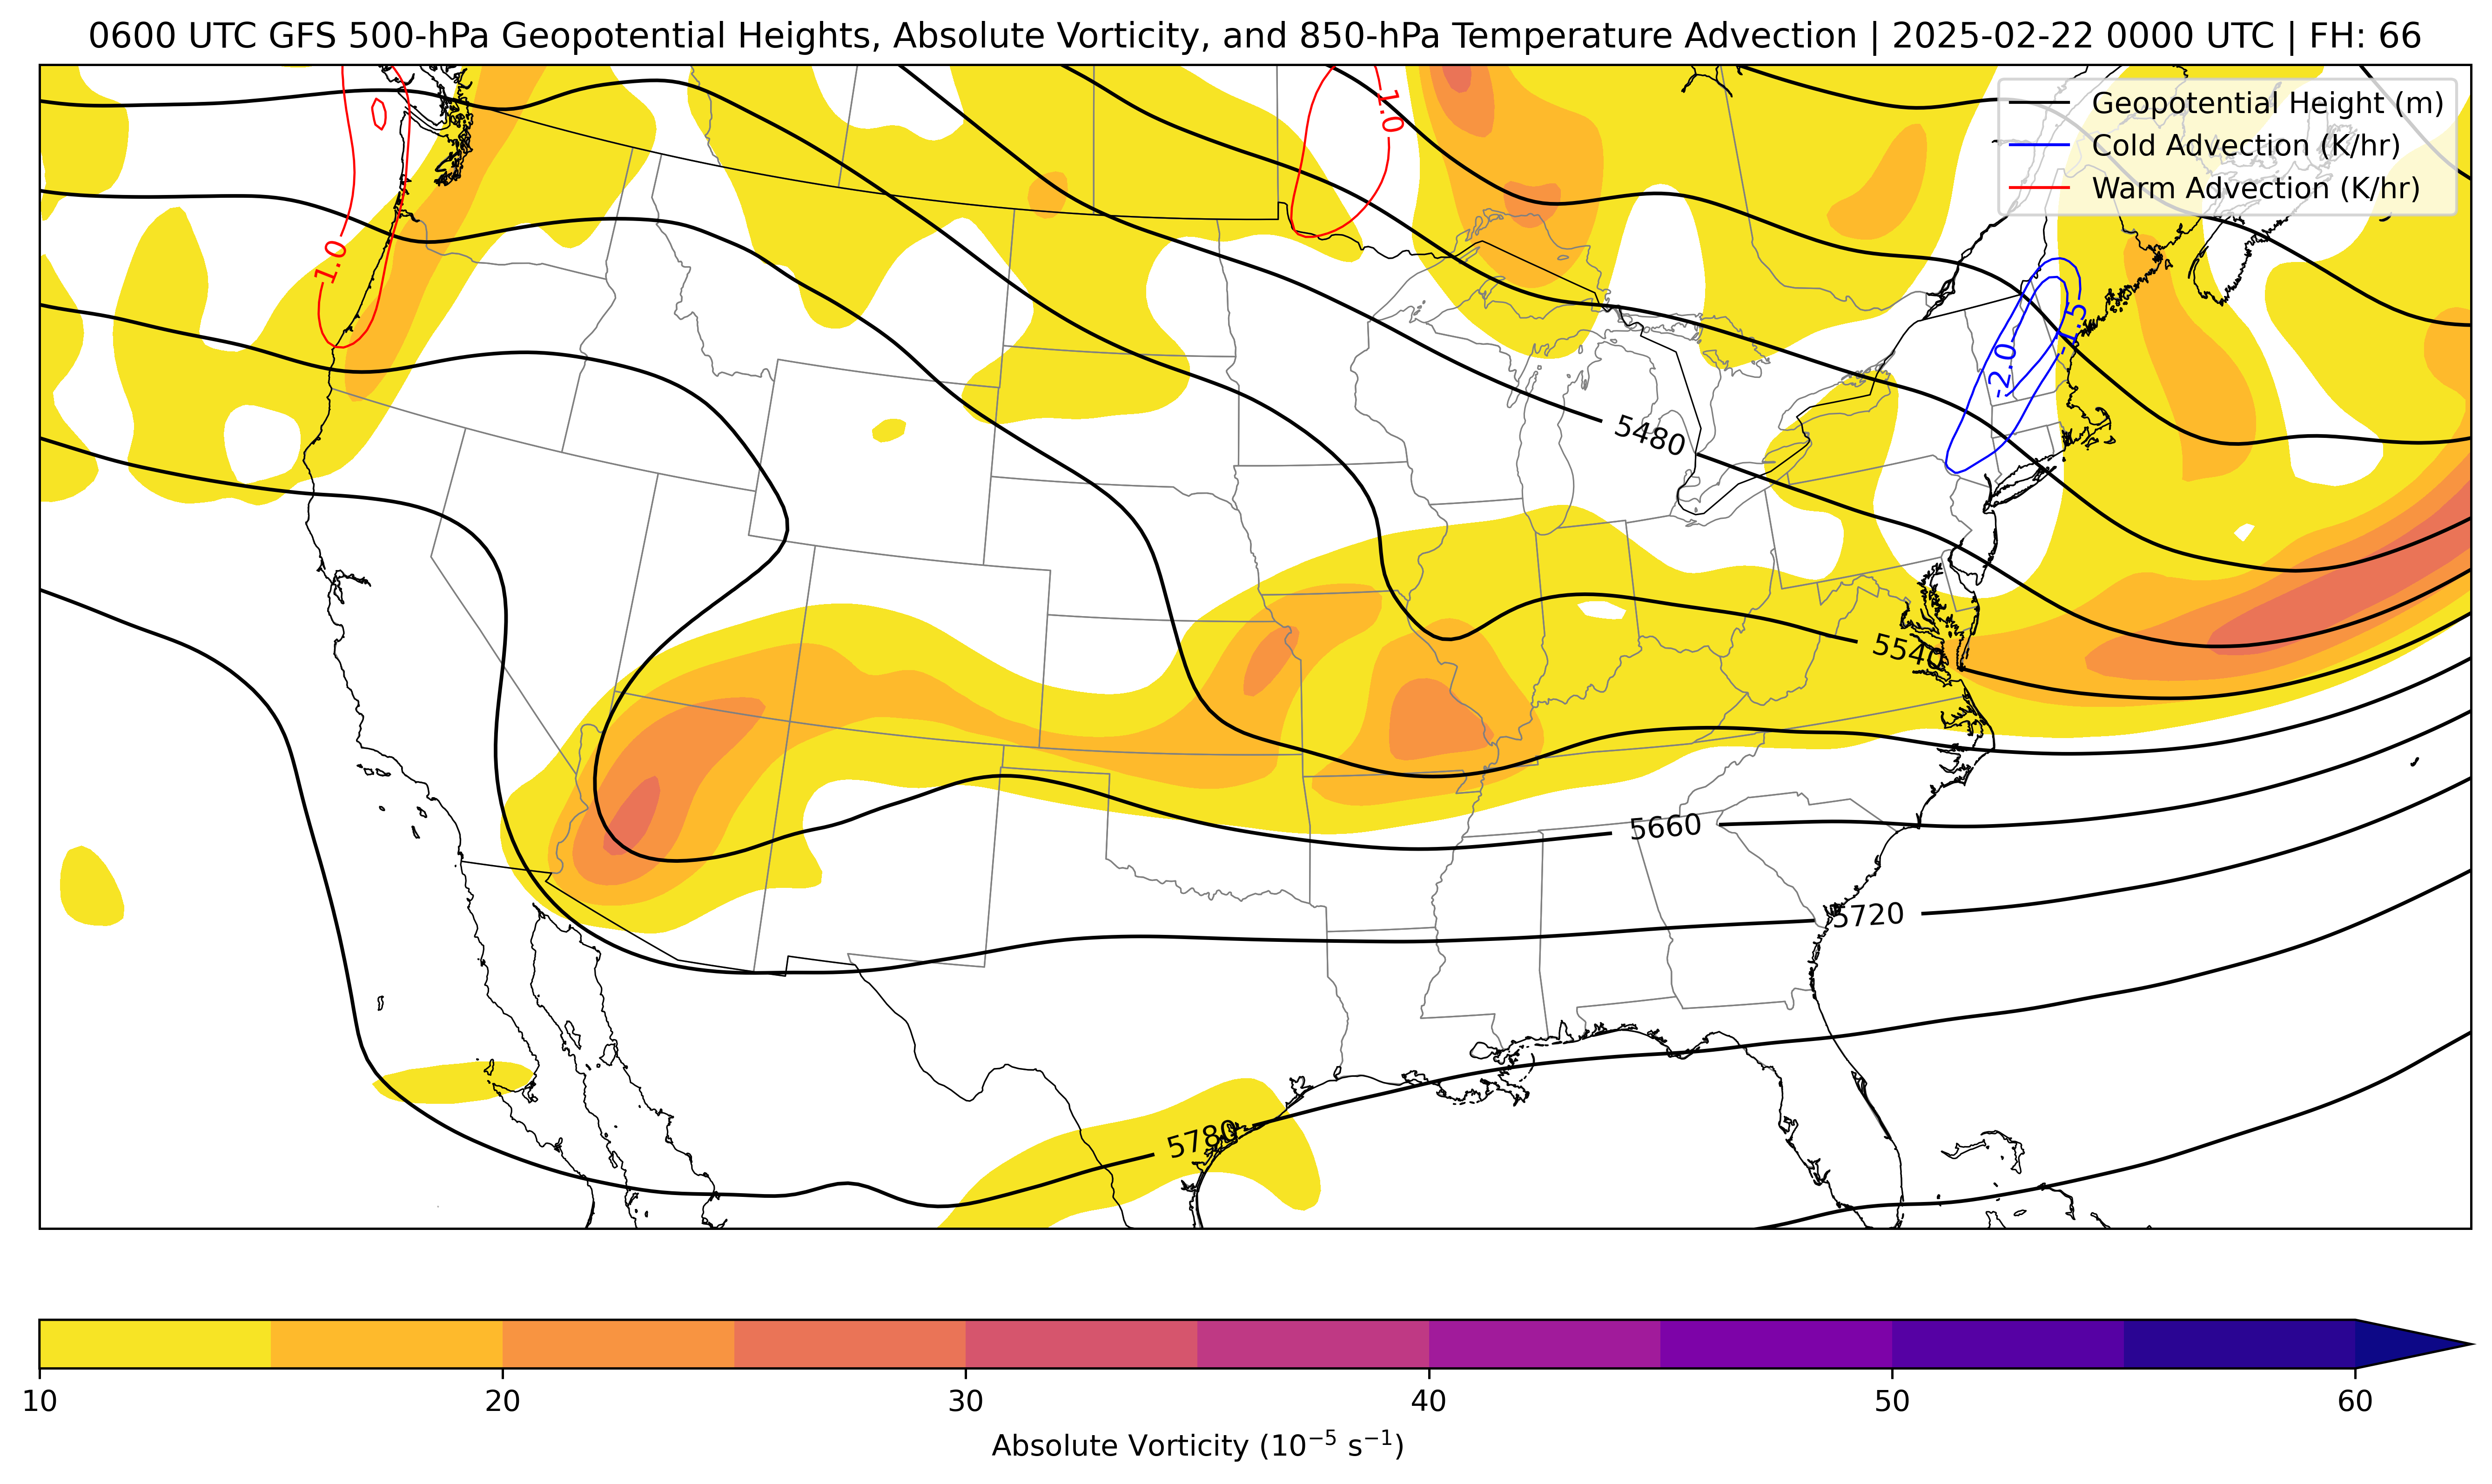 0600 UTC GFS 500-hPa Geopotential Heights, Absolute Vorticity, and 850-hPa Temperature Advection | 2025-02-22 0000 UTC | FH: 66
Geopotential Height (m)
Cold Advection (K/hr)
Warm Advection (K/hr)
1.0
1.0
-1.5
-2.0
5480
5540
5660
5720
5780
10 20 30 40 50 60
Absolute Vorticity (10⁻⁵ s⁻¹)